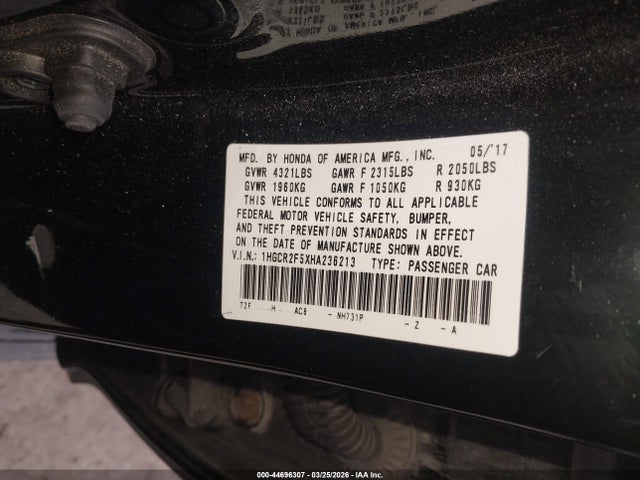 MFD. BY HONDA OF AMERICA MFG., INC. 05/'17
GVWR 4321LBS GAWR F 2315LBS R 2050LBS
GVWR 1960KG GAWR F 1050KG R 930KG
THIS VEHICLE CONFORMS TO ALL APPLICABLE
FEDERAL MOTOR VEHICLE SAFETY, BUMPER,
AND THEFT PREVENTION STANDARDS IN EFFECT
ON THE DATE OF MANUFACTURE SHOWN ABOVE.
V.I.N.: 1HGCR2F5XHA236213 TYPE: PASSENGER CAR
T2F - H - ACB - NH731P - Z - A
000-44696307 | 03/25/2026 | IAA Inc.